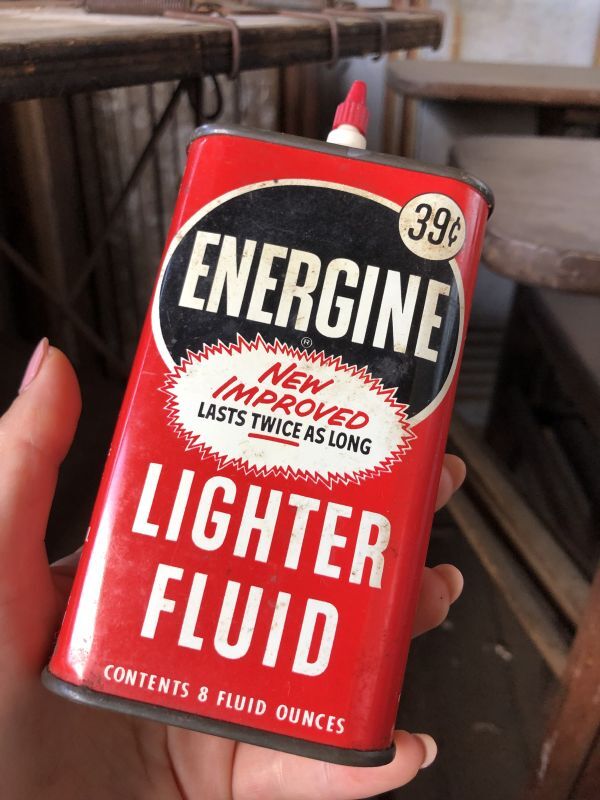 39¢
ENERGINE
®
NEW
IMPROVED
LASTS TWICE AS LONG
LIGHTER
FLUID
CONTENTS 8 FLUID OUNCES